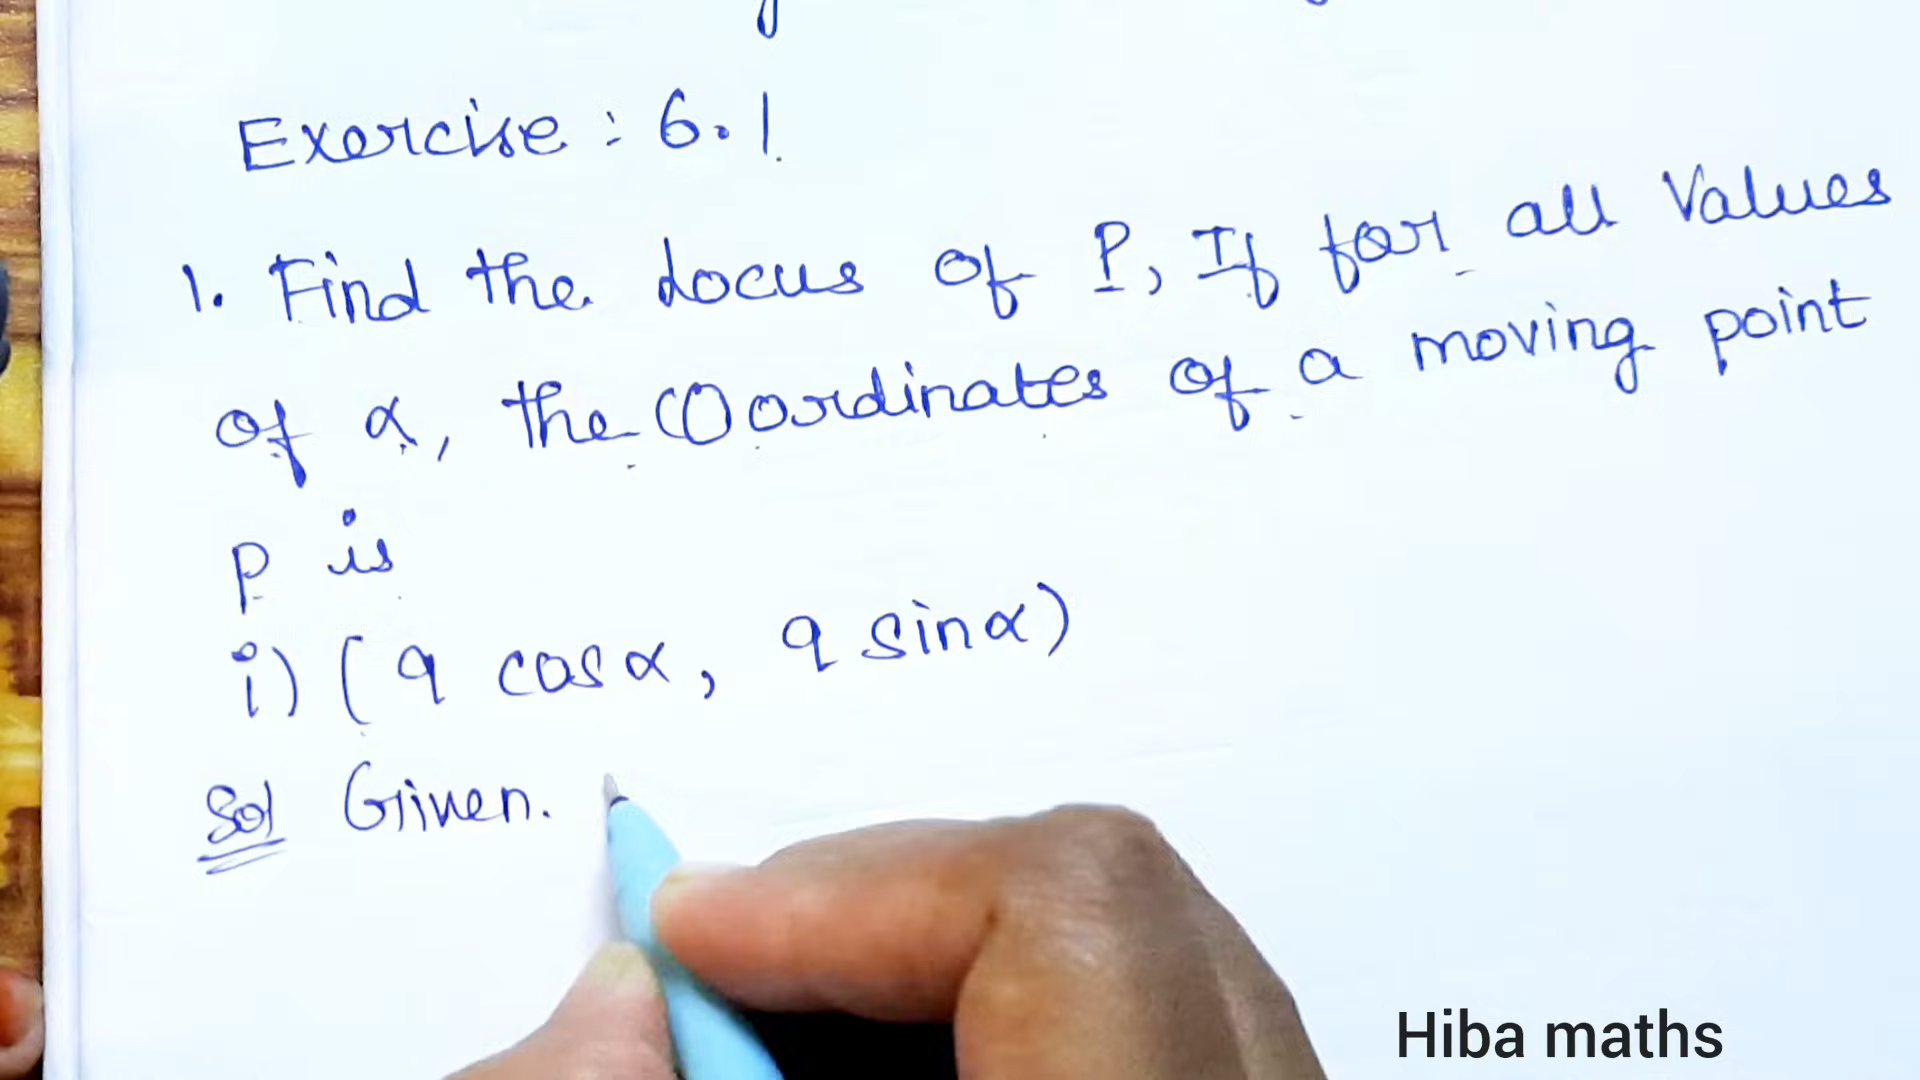 Exercise : 6.1
1. Find the Locus of P, If for all Values
of α, the Coordinates of a moving point
P is
i) (9 cosα, 9 sinα)
Sol Given.
Hiba maths